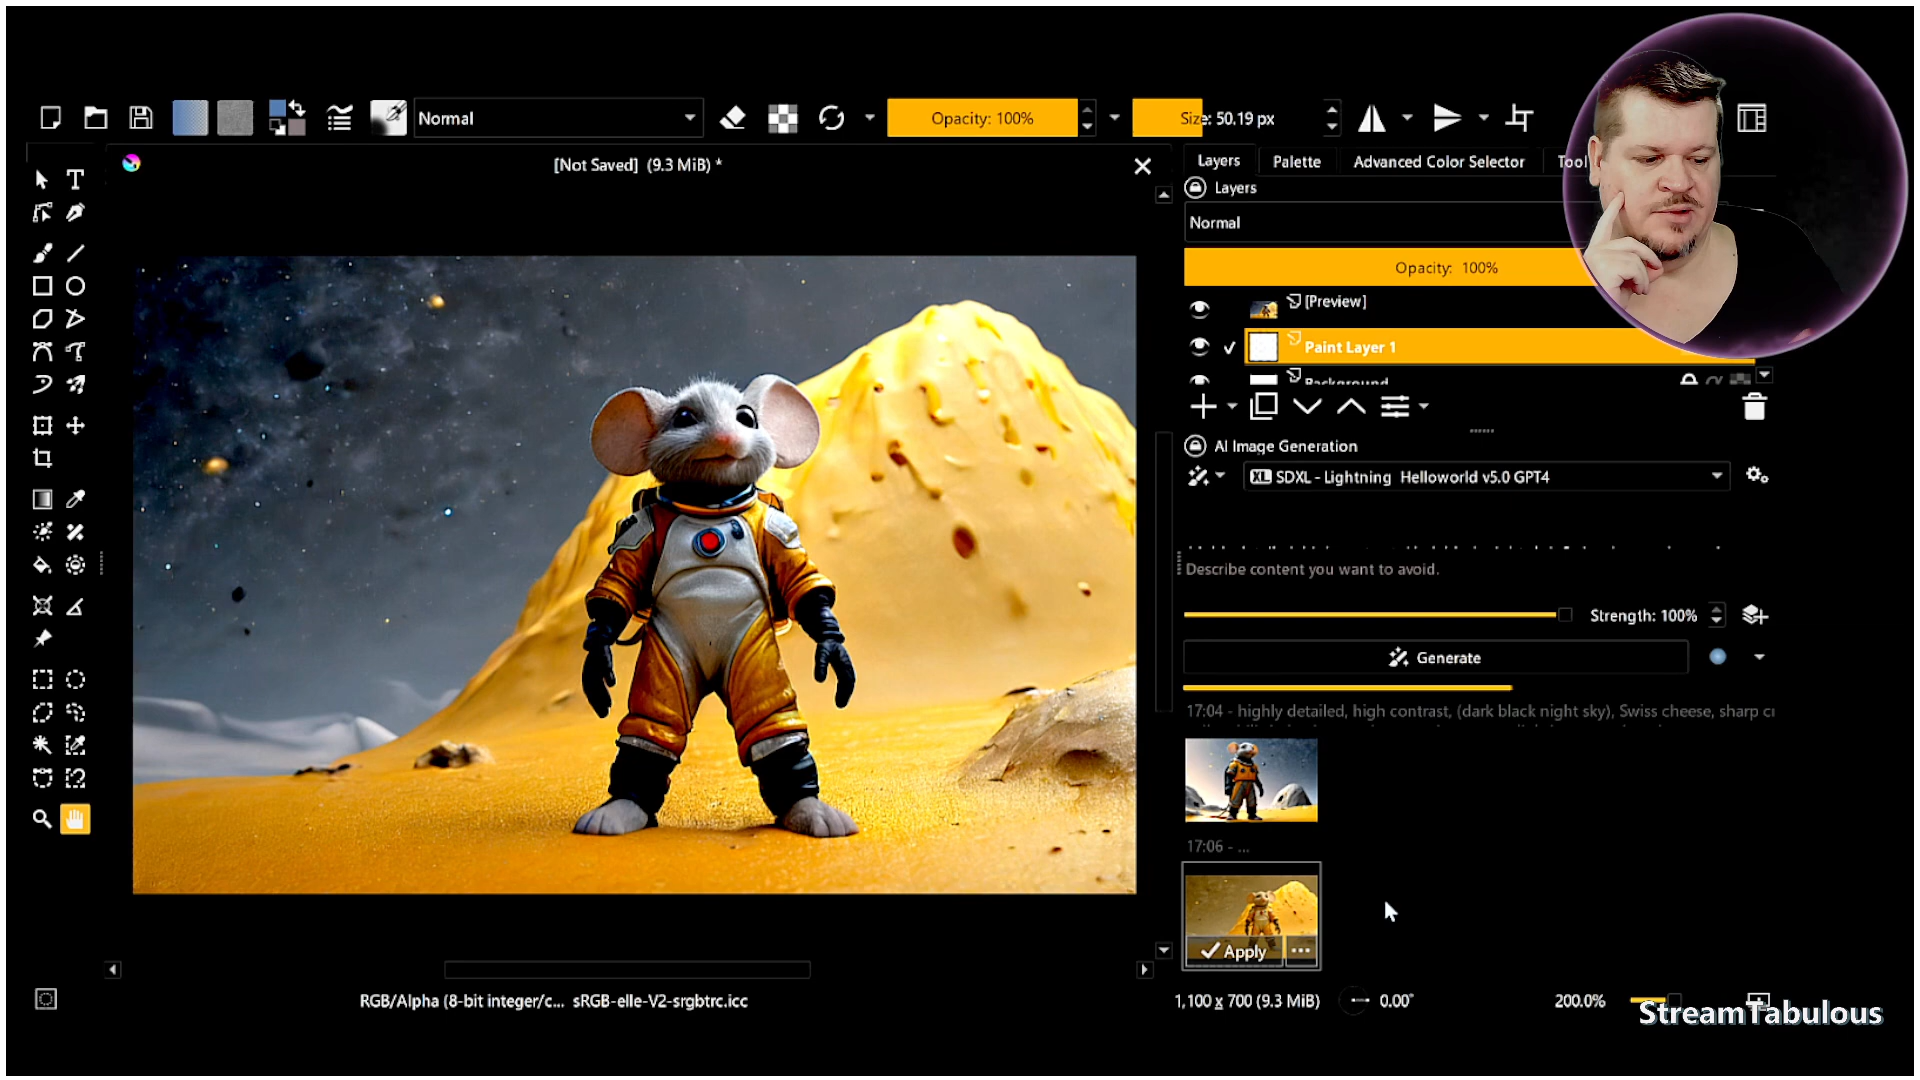 Normal
Opacity: 100%
Size: 50.19 px
[Not Saved] (9.3 MiB) *
Layers
Palette
Advanced Color Selector
Tool
Layers
Normal
Opacity: 100%
[Preview]
Paint Layer 1
Background
AI Image Generation
XL SDXL - Lightning Helloworld v5.0 GPT4
Describe content you want to avoid.
Strength: 100%
Generate
17:04 - highly detailed, high contrast, (dark black night sky), Swiss cheese, sharp cr
17:06 - ...
Apply
RGB/Alpha (8-bit integer/c... sRGB-elle-V2-srgbtrc.icc
1,100 x 700 (9.3 MiB)
0.00°
200.0%
StreamTabulous